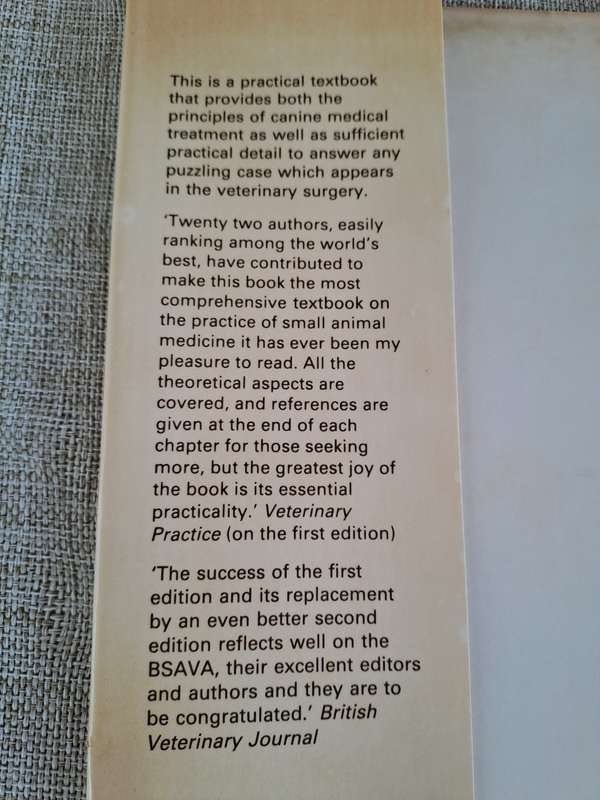 This is a practical textbook
that provides both the
principles of canine medical
treatment as well as sufficient
practical detail to answer any
puzzling case which appears
in the veterinary surgery.
‘Twenty two authors, easily
ranking among the world’s
best, have contributed to
make this book the most
comprehensive textbook on
the practice of small animal
medicine it has ever been my
pleasure to read. All the
theoretical aspects are
covered, and references are
given at the end of each
chapter for those seeking
more, but the greatest joy of
the book is its essential
practicality.’ Veterinary
Practice (on the first edition)
‘The success of the first
edition and its replacement
by an even better second
edition reflects well on the
BSAVA, their excellent editors
and authors and they are to
be congratulated.’ British
Veterinary Journal